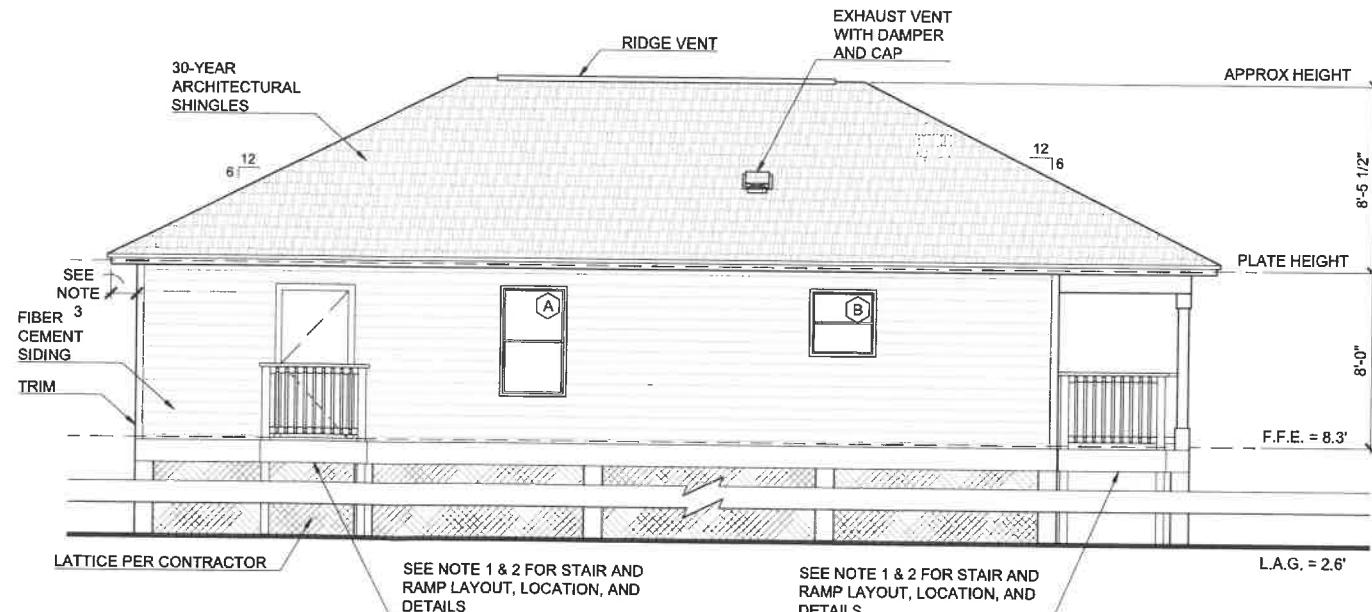 EXHAUST VENT
WITH DAMPER
AND CAP
RIDGE VENT
30-YEAR
ARCHITECTURAL
SHINGLES
APPROX HEIGHT
12
6
12
6
8'-5 1/2"
PLATE HEIGHT
SEE
NOTE
3
FIBER
CEMENT
SIDING
TRIM
A
B
8'-0"
F.F.E. = 8.3'
LATTICE PER CONTRACTOR
SEE NOTE 1 & 2 FOR STAIR AND
RAMP LAYOUT, LOCATION, AND
DETAILS
SEE NOTE 1 & 2 FOR STAIR AND
RAMP LAYOUT, LOCATION, AND
DETAILS
L.A.G. = 2.6'